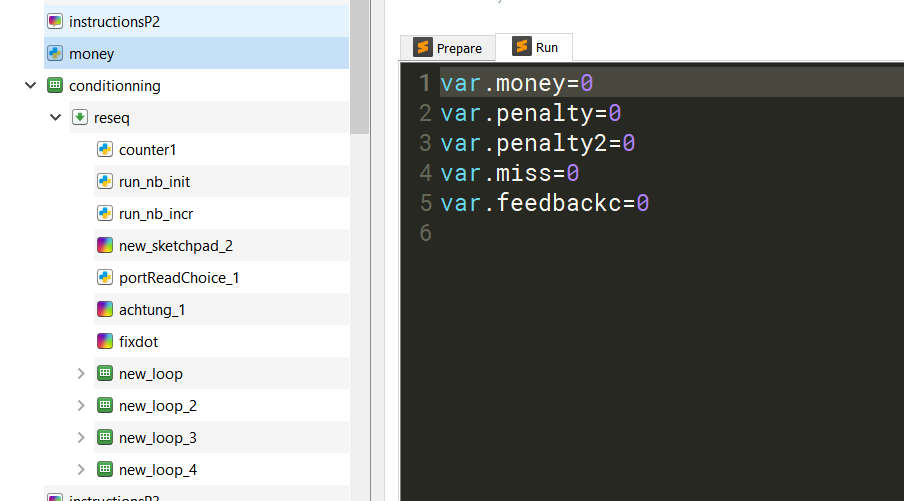 instructionsP2
money
conditionning
reseq
counter1
run_nb_init
run_nb_incr
new_sketchpad_2
portReadChoice_1
achtung_1
fixdot
new_loop
new_loop_2
new_loop_3
new_loop_4
instructionsP3
Prepare
Run
1 var.money=0
2 var.penalty=0
3 var.penalty2=0
4 var.miss=0
5 var.feedbackc=0
6